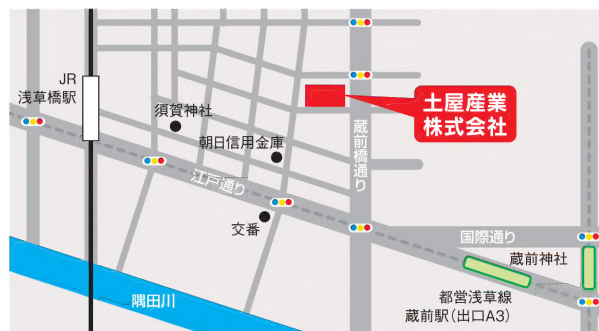 JR
浅草橋駅
須賀神社
朝日信用金庫
土屋産業
株式会社
蔵前橋通り
江戸通り
交番
国際通り
蔵前神社
隅田川
都営浅草線
蔵前駅（出口A3）